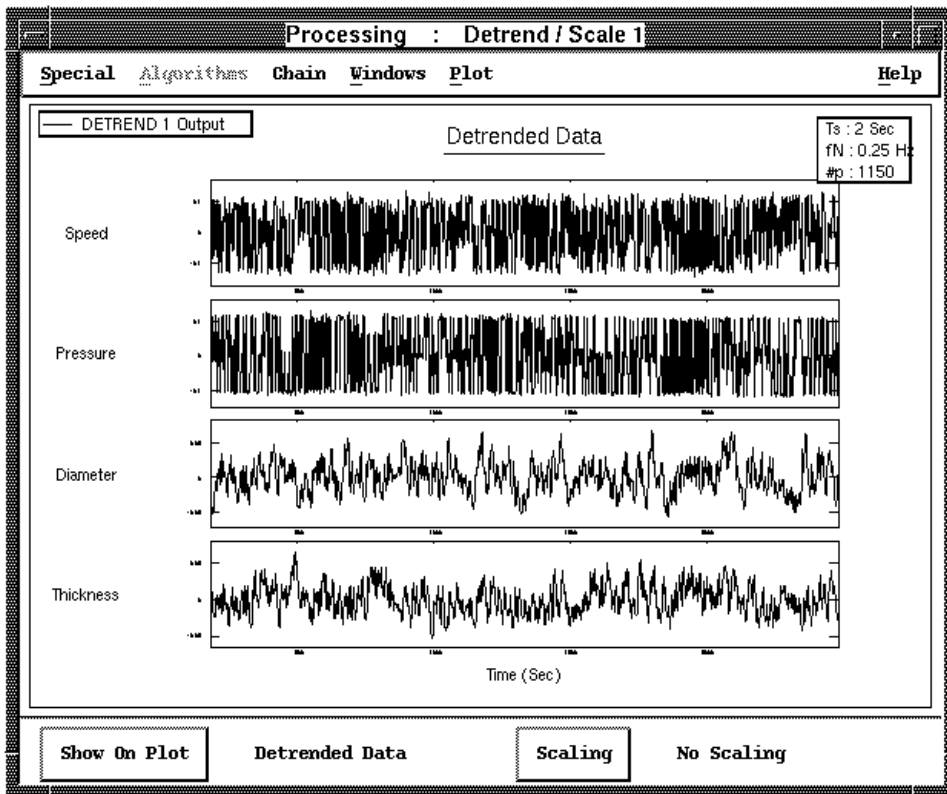 Processing : Detrend / Scale 1
Special Algorithms Chain Windows Plot Help
DETREND 1 Output
Detrended Data
Ts : 2 Sec
fN : 0.25 Hz
#p : 1150
Speed
Pressure
Diameter
Thickness
Time (Sec)
Show On Plot Detrended Data Scaling No Scaling